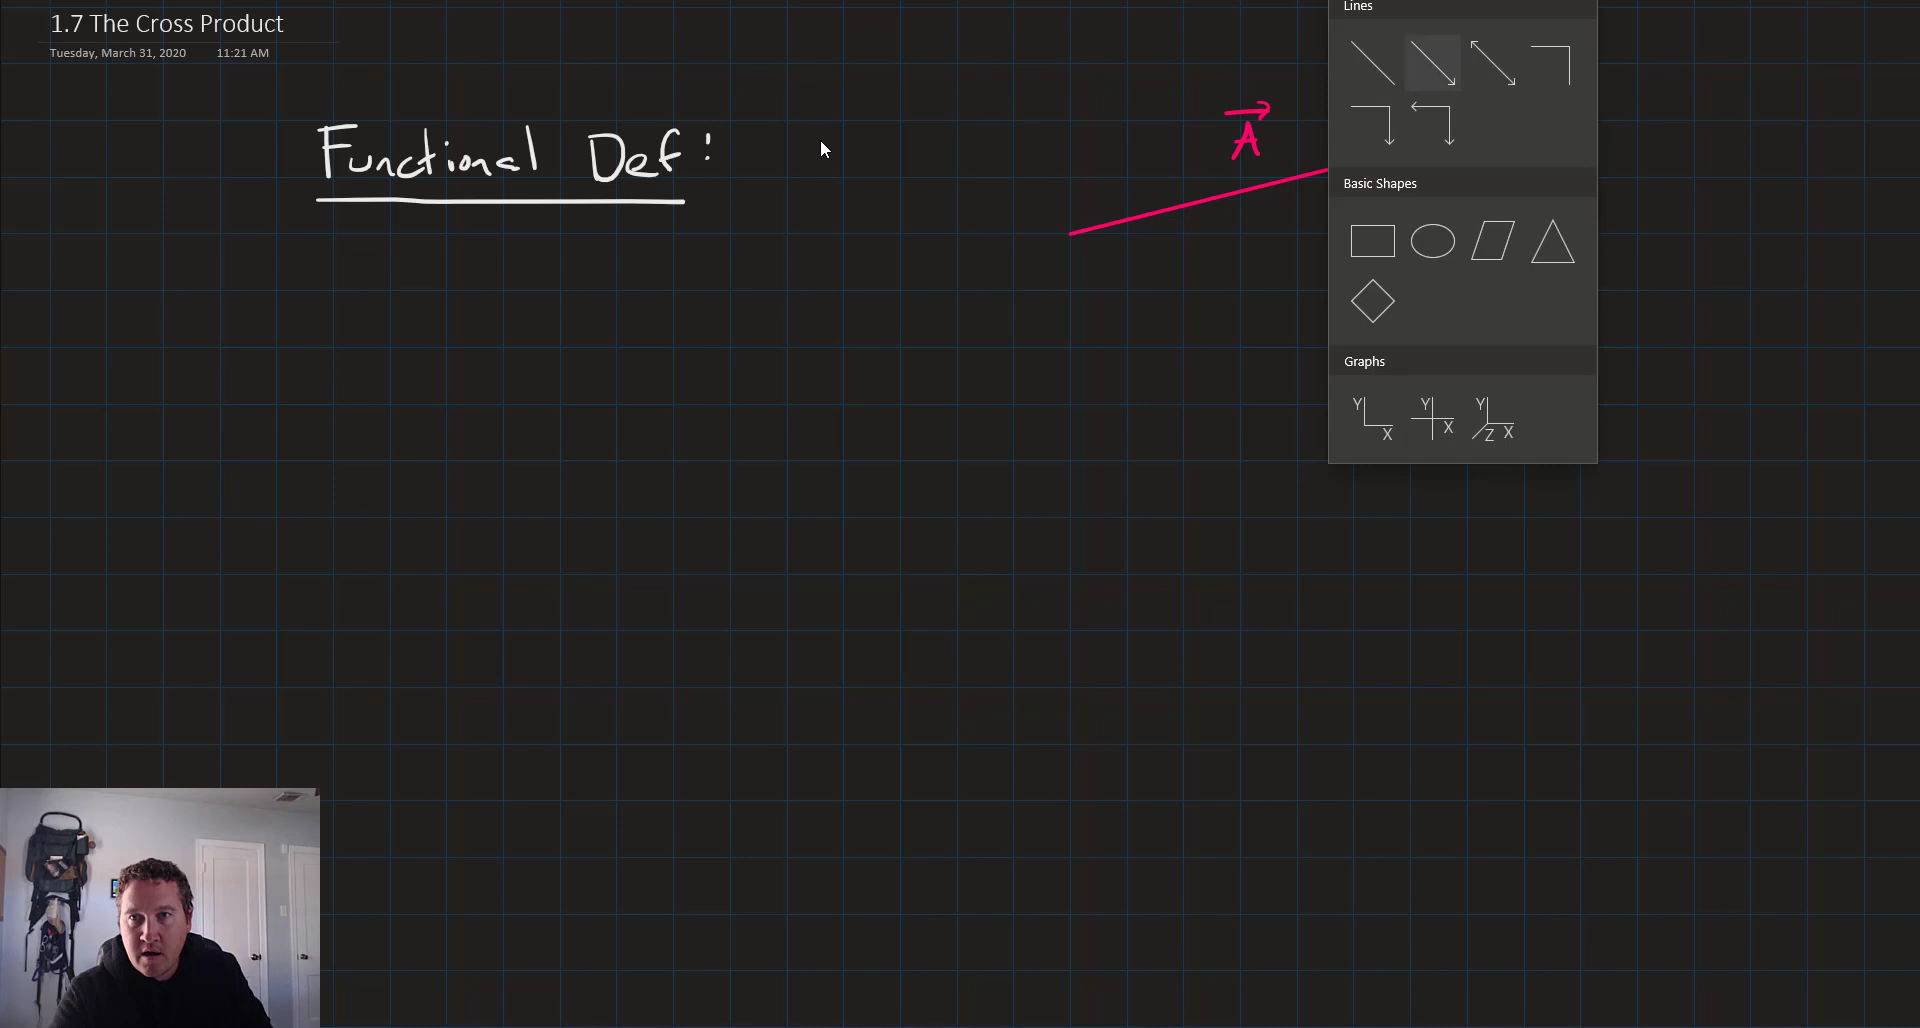 1.7 The Cross Product
Tuesday, March 31, 2020 11:21 AM
Functional Def:
A
Lines
Basic Shapes
Graphs
Y X
Y X
Y Z X